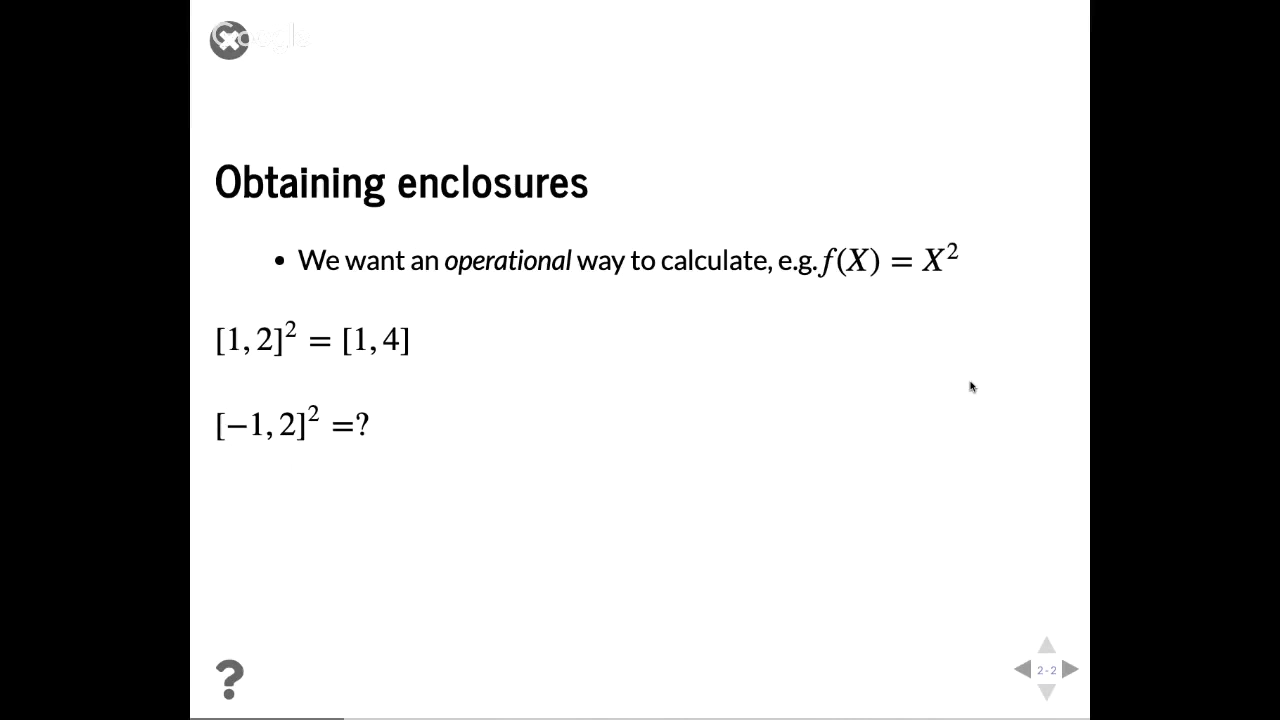 Google
Obtaining enclosures
• We want an operational way to calculate, e.g. f(X) = X²
[1, 2]² = [1, 4]
[−1, 2]² =?
?
2-2